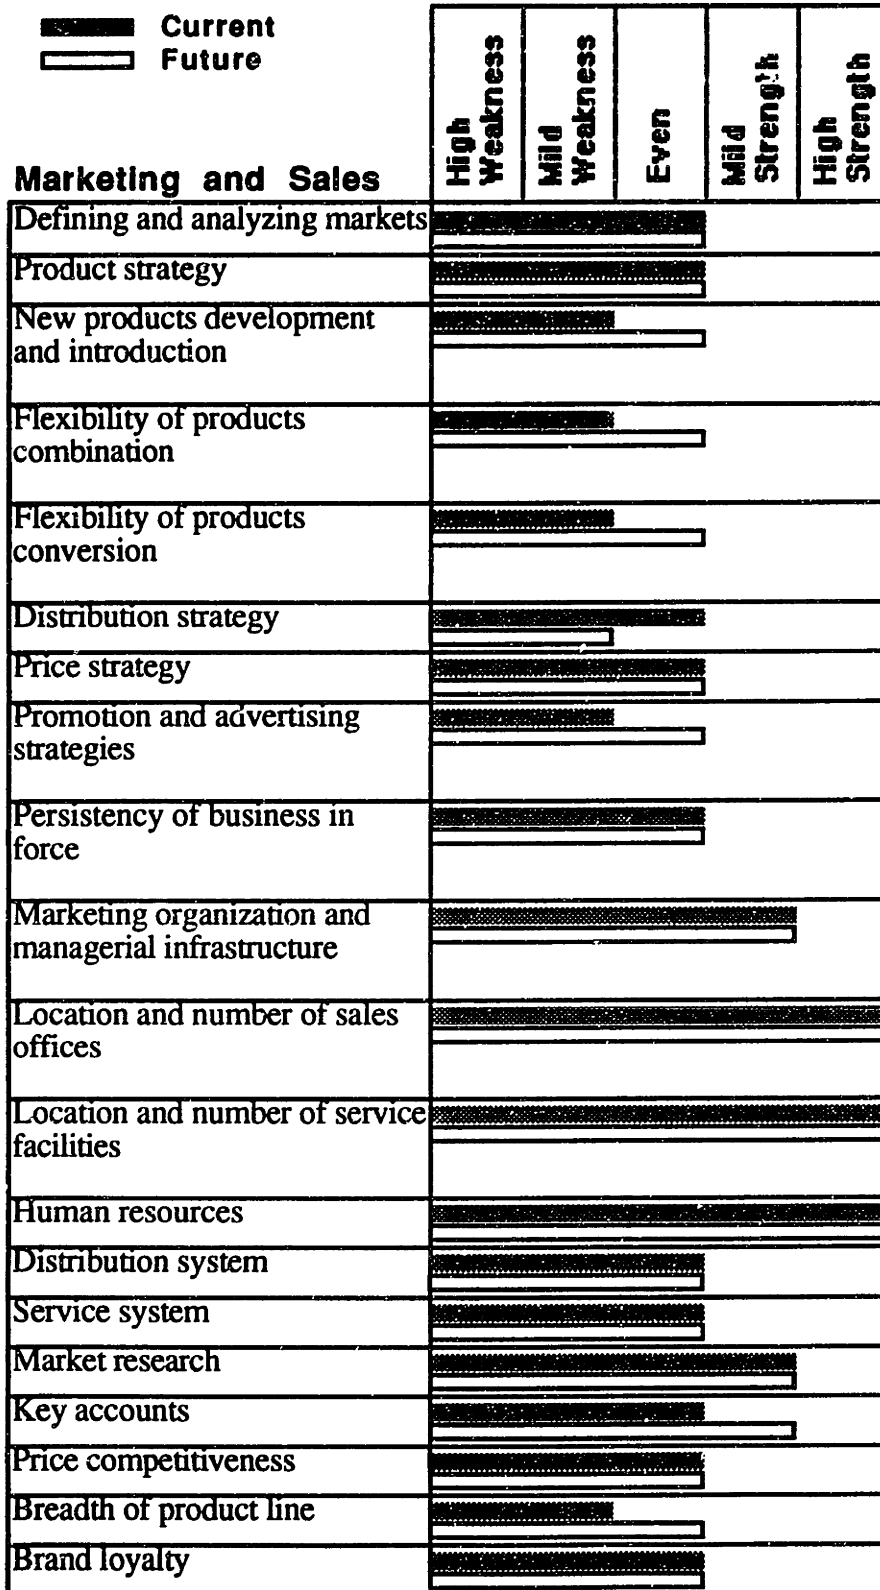 Current
Future
High Weakness
Mild Weakness
Even
Mild Strength
High Strength
Marketing and Sales
Defining and analyzing markets
Product strategy
New products development
and introduction
Flexibility of products
combination
Flexibility of products
conversion
Distribution strategy
Price strategy
Promotion and advertising
strategies
Persistency of business in
force
Marketing organization and
managerial infrastructure
Location and number of sales
offices
Location and number of service
facilities
Human resources
Distribution system
Service system
Market research
Key accounts
Price competitiveness
Breadth of product line
Brand loyalty